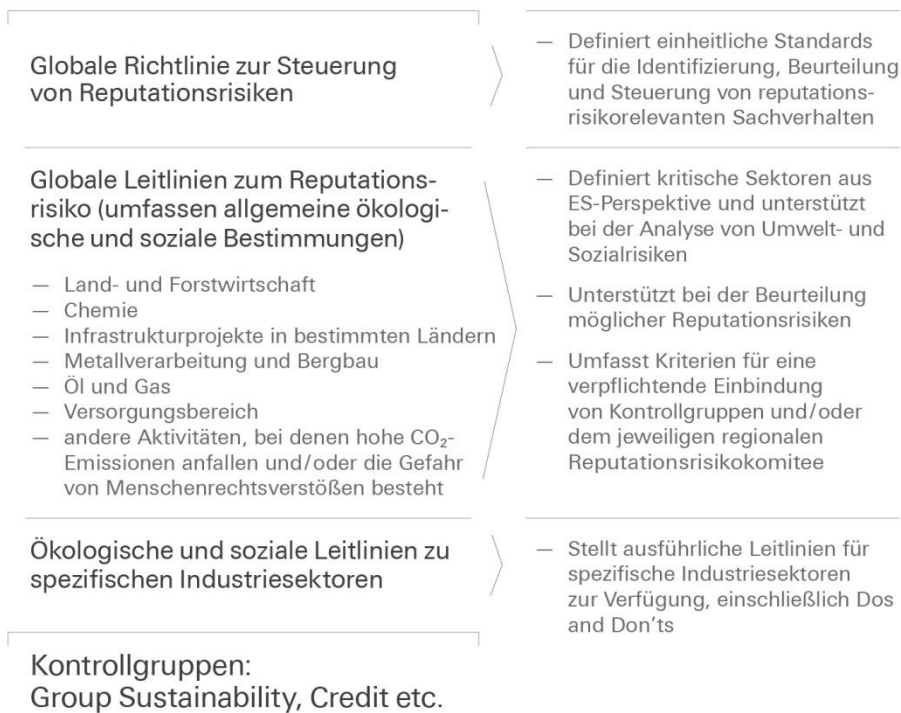 Globale Richtlinie zur Steuerung
von Reputationsrisiken
— Definiert einheitliche Standards
für die Identifizierung, Beurteilung
und Steuerung von reputations-
risikorelevanten Sachverhalten
Globale Leitlinien zum Reputations-
risiko (umfassen allgemeine ökologi-
sche und soziale Bestimmungen)
— Land- und Forstwirtschaft
— Chemie
— Infrastrukturprojekte in bestimmten Ländern
— Metallverarbeitung und Bergbau
— Öl und Gas
— Versorgungsbereich
— andere Aktivitäten, bei denen hohe CO₂-
Emissionen anfallen und/oder die Gefahr
von Menschenrechtsverstößen besteht
— Definiert kritische Sektoren aus
ES-Perspektive und unterstützt
bei der Analyse von Umwelt- und
Sozialrisiken
— Unterstützt bei der Beurteilung
möglicher Reputationsrisiken
— Umfasst Kriterien für eine
verpflichtende Einbindung
von Kontrollgruppen und/oder
dem jeweiligen regionalen
Reputationsrisikokomitee
Ökologische und soziale Leitlinien zu
spezifischen Industriesektoren
— Stellt ausführliche Leitlinien für
spezifische Industriesektoren
zur Verfügung, einschließlich Dos
and Don'ts
Kontrollgruppen:
Group Sustainability, Credit etc.